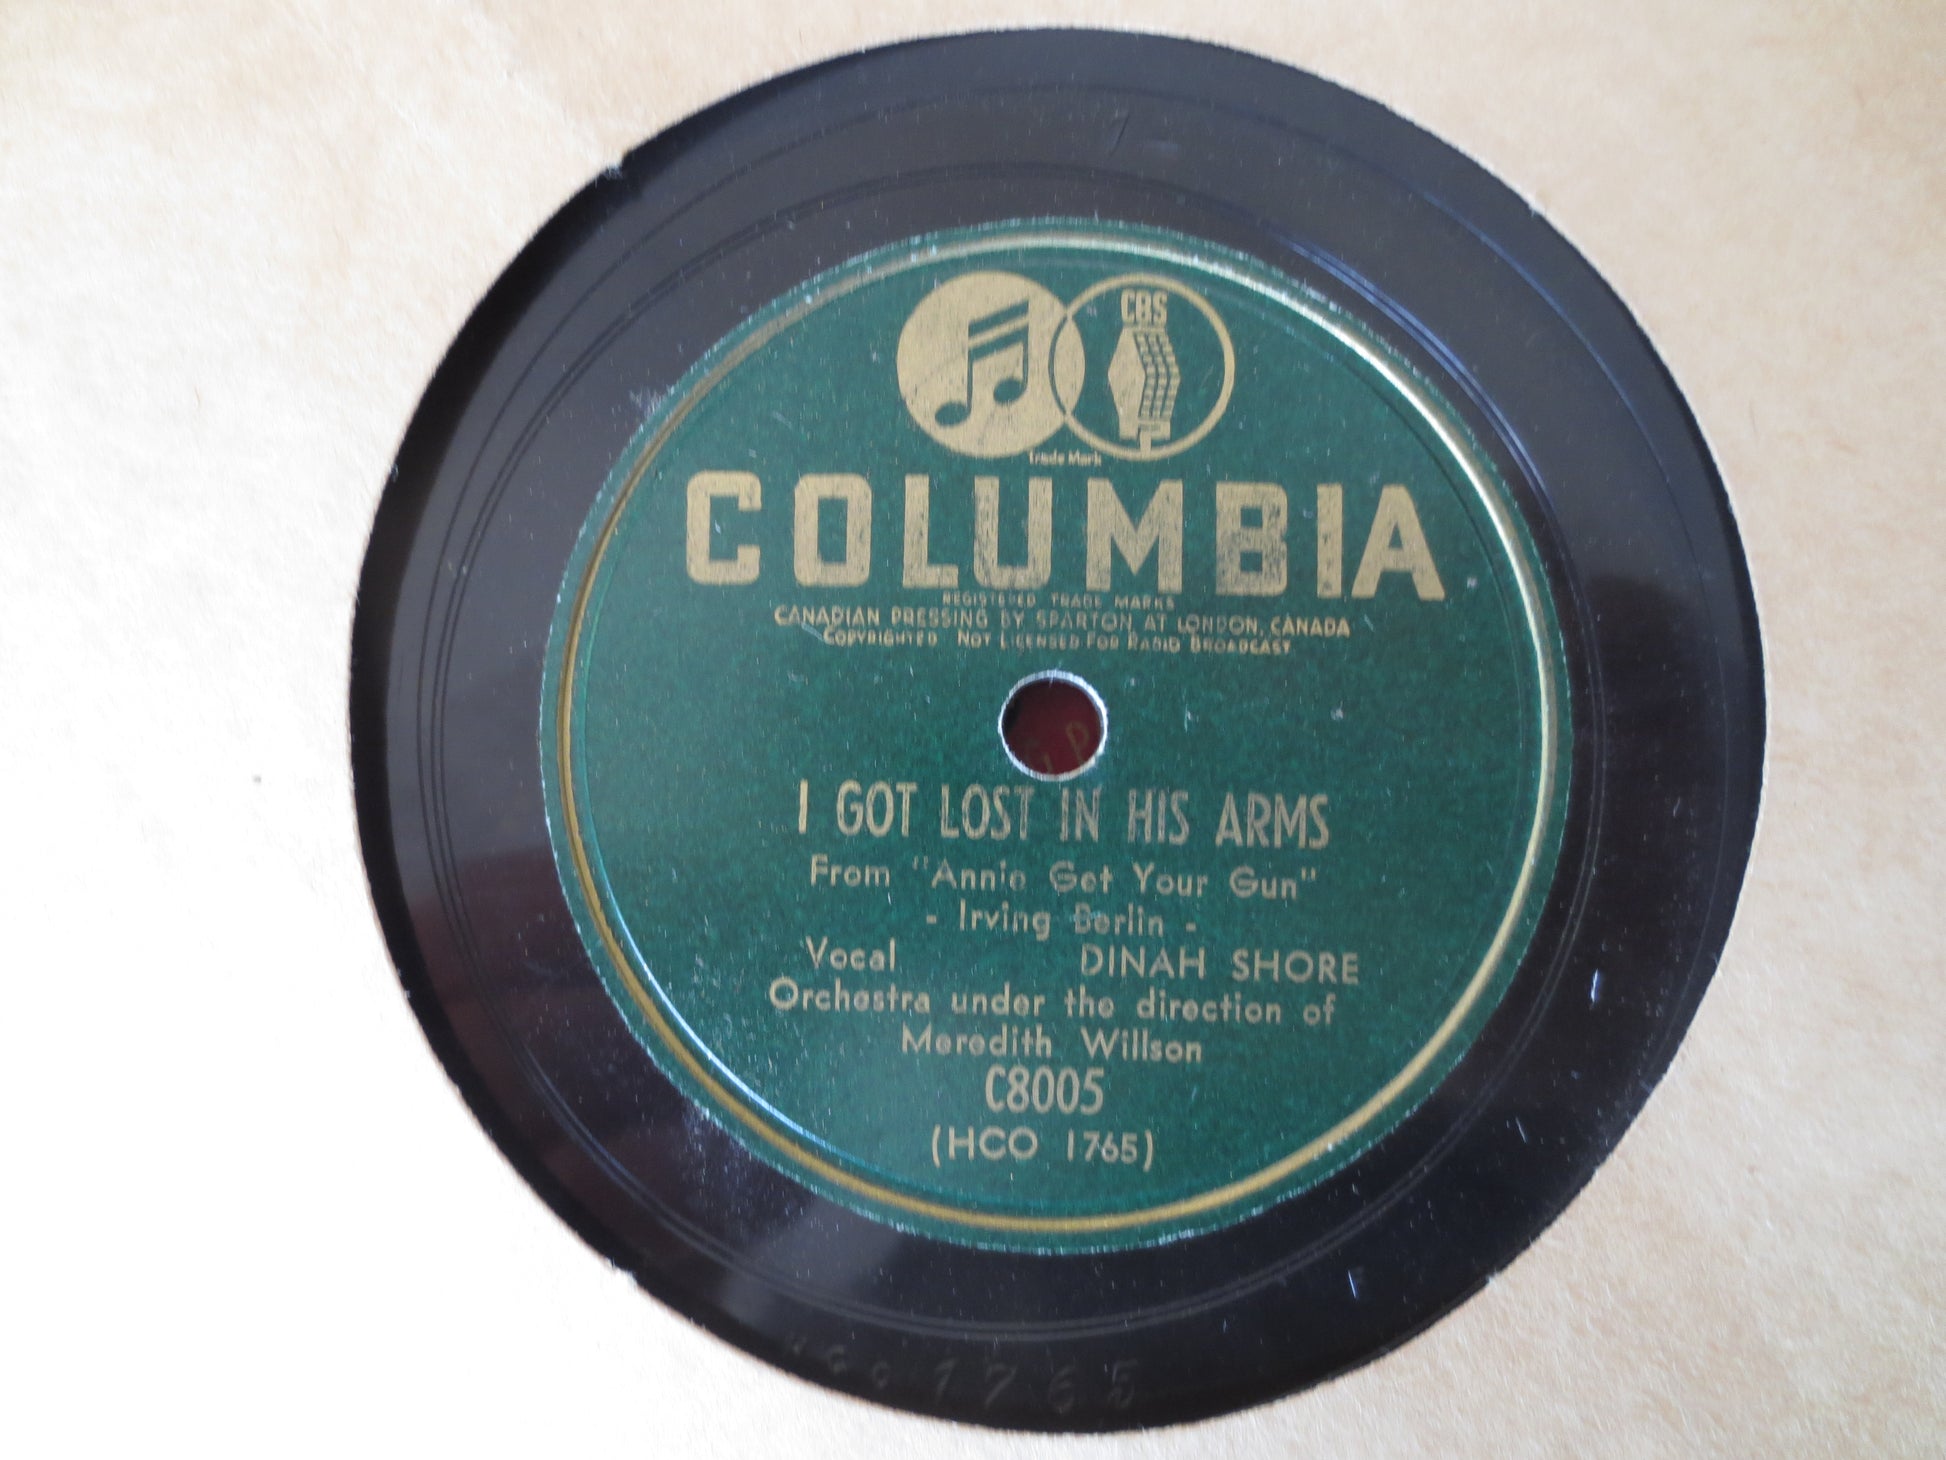 CBS
Trade Mark
COLUMBIA
REGISTERED TRADE MARKS
CANADIAN PRESSING BY SPARTON AT LONDON, CANADA
COPYRIGHTED NOT LICENSED FOR RADIO BROADCAST
I GOT LOST IN HIS ARMS
From "Annie Get Your Gun"
- Irving Berlin -
Vocal DINAH SHORE
Orchestra under the direction of
Meredith Willson
C8005
(HCO 1765)
1765